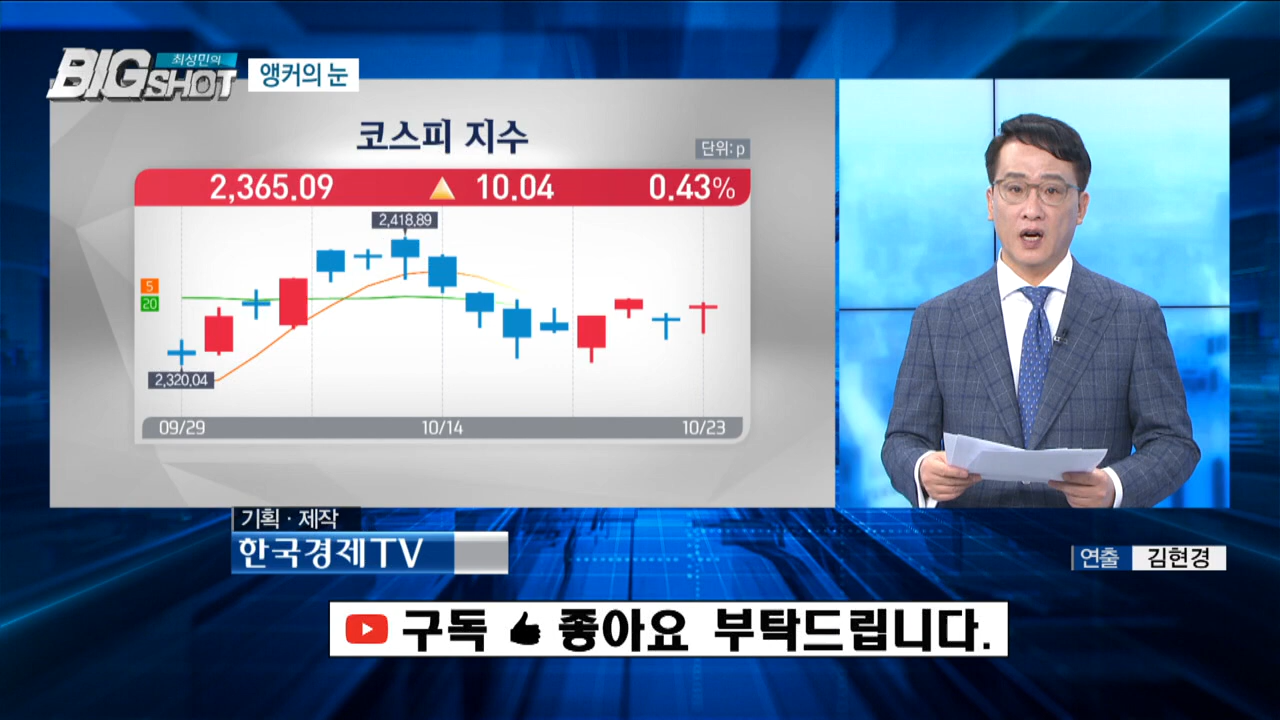 최성민의
BIG SHOT
앵커의 눈
코스피 지수
단위: p
2,365.09 ▲ 10.04 0.43%
2,418.89
5
20
2,320.04
09/29 10/14 10/23
기획·제작
한국경제TV
연출 김현경
구독 좋아요 부탁드립니다.